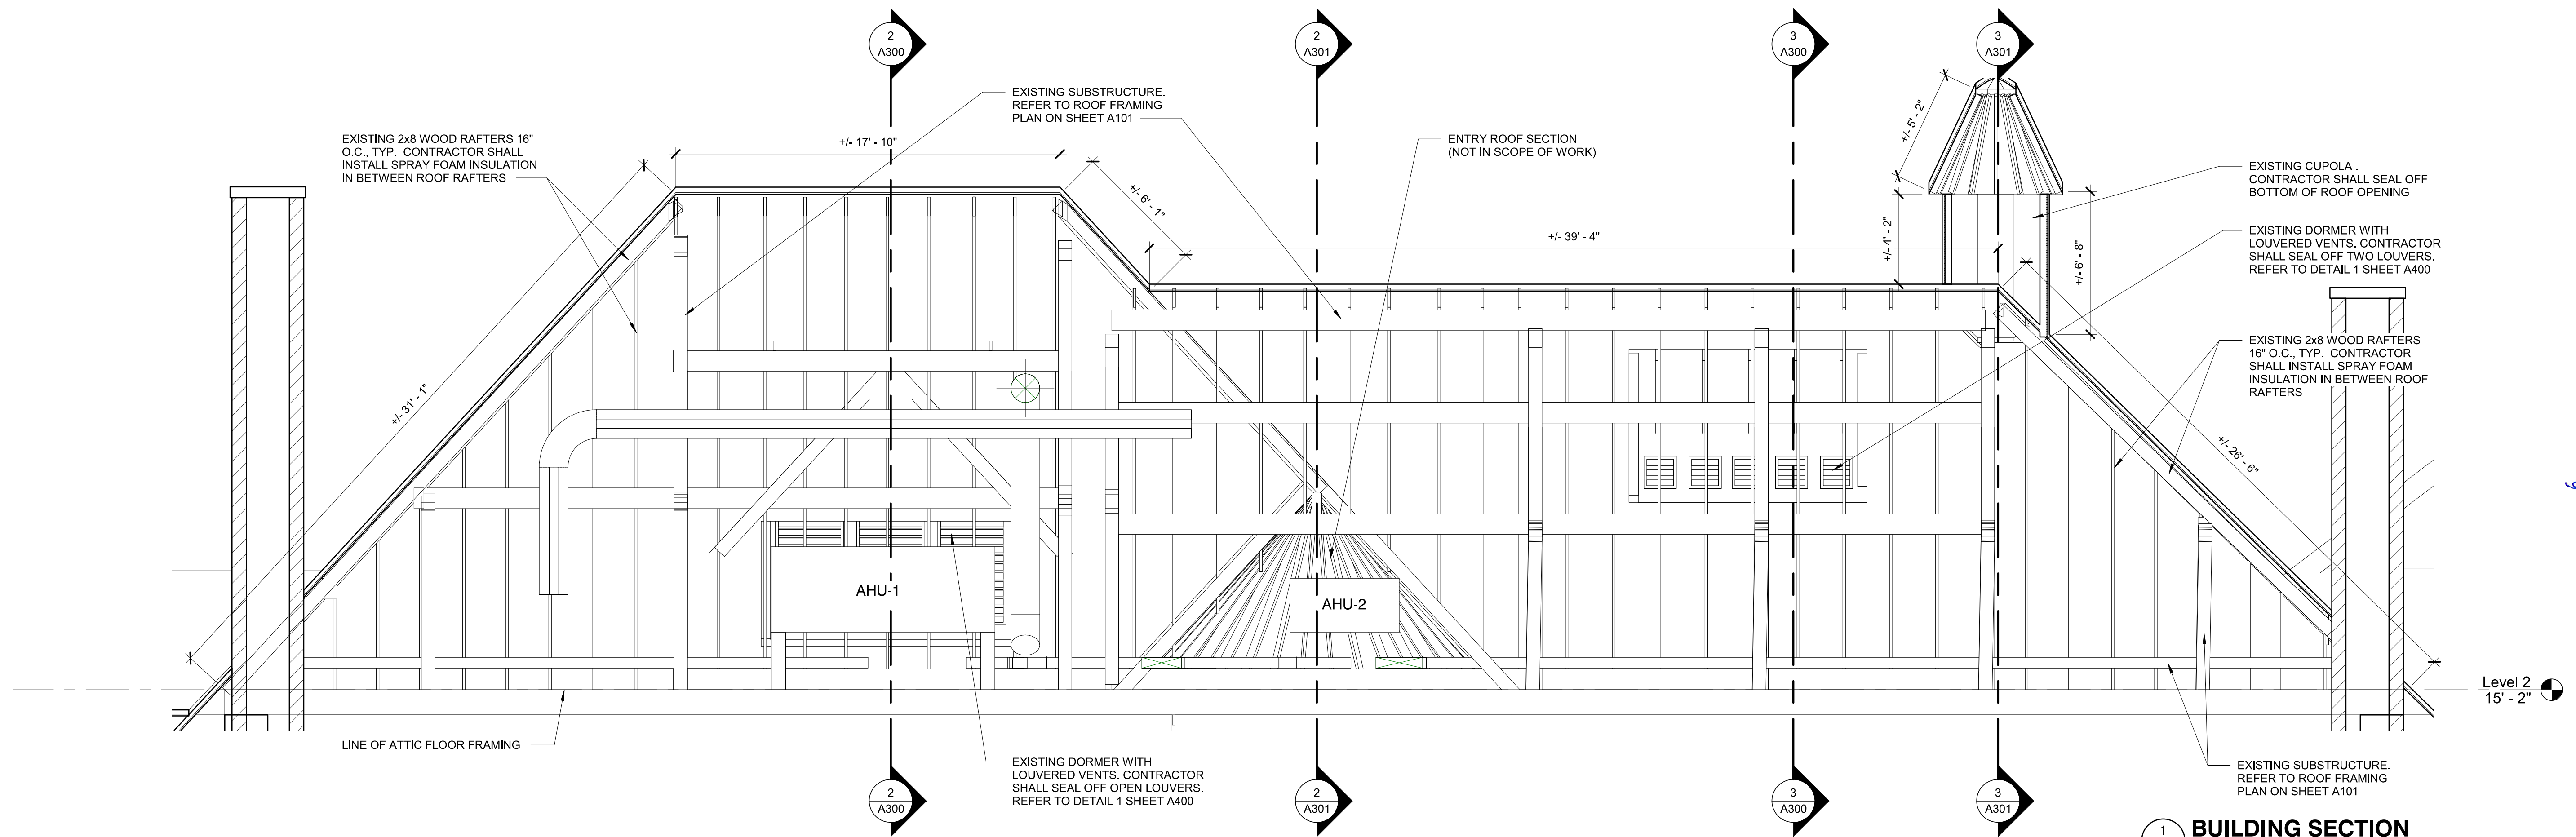 2
A300
2
A301
3
A300
3
A301
EXISTING SUBSTRUCTURE.
REFER TO ROOF FRAMING
PLAN ON SHEET A101
EXISTING 2x8 WOOD RAFTERS 16"
O.C., TYP. CONTRACTOR SHALL
INSTALL SPRAY FOAM INSULATION
IN BETWEEN ROOF RAFTERS
+/- 17' - 10"
ENTRY ROOF SECTION
(NOT IN SCOPE OF WORK)
+/- 5' - 2"
EXISTING CUPOLA .
CONTRACTOR SHALL SEAL OFF
BOTTOM OF ROOF OPENING
+/- 6' - 1"
+/- 39' - 4"
+/- 4' - 2"
+/- 6' - 8"
EXISTING DORMER WITH
LOUVERED VENTS. CONTRACTOR
SHALL SEAL OFF TWO LOUVERS.
REFER TO DETAIL 1 SHEET A400
EXISTING 2x8 WOOD RAFTERS
16" O.C., TYP. CONTRACTOR
SHALL INSTALL SPRAY FOAM
INSULATION IN BETWEEN ROOF
RAFTERS
+/- 31' - 1"
+/- 26' - 6"
AHU-1
AHU-2
Level 2
15' - 2"
LINE OF ATTIC FLOOR FRAMING
EXISTING DORMER WITH
LOUVERED VENTS. CONTRACTOR
SHALL SEAL OFF OPEN LOUVERS.
REFER TO DETAIL 1 SHEET A400
EXISTING SUBSTRUCTURE.
REFER TO ROOF FRAMING
PLAN ON SHEET A101
2
A300
2
A301
3
A300
3
A301
1
BUILDING SECTION